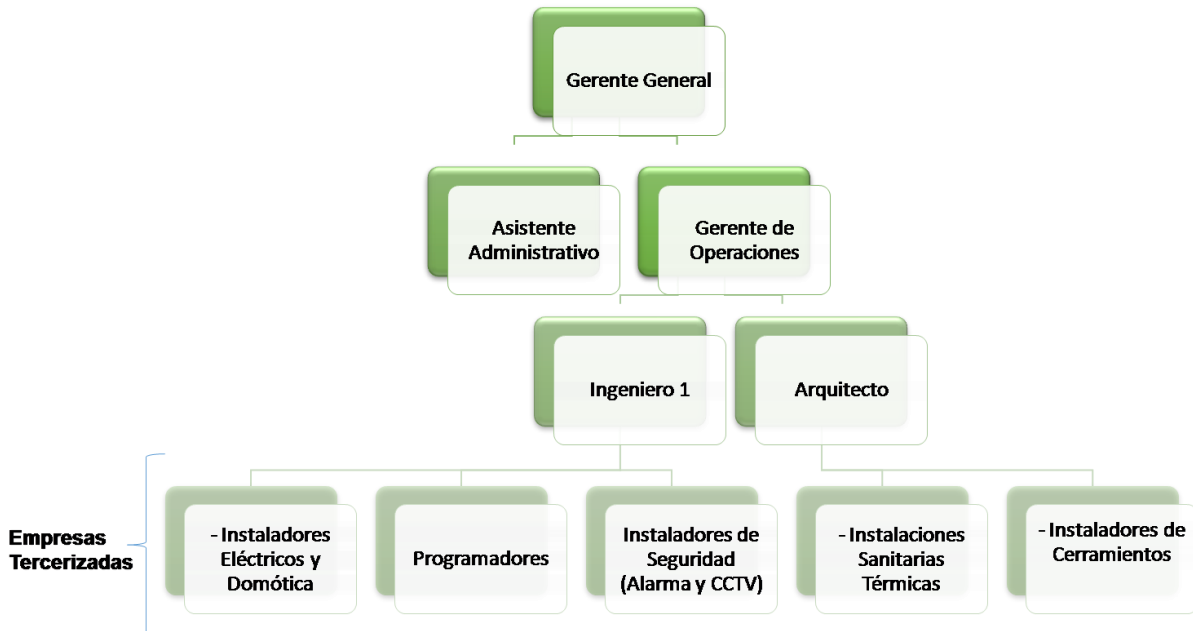 Gerente General
Asistente
Administrativo
Gerente de
Operaciones
Ingeniero 1
Arquitecto
Empresas
Tercerizadas
- Instaladores
Eléctricos y
Domótica
Programadores
Instaladores de
Seguridad
(Alarma y CCTV)
- Instalaciones
Sanitarias
Térmicas
- Instaladores de
Cerramientos